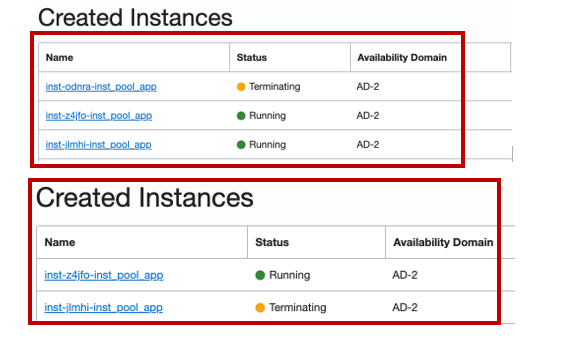 Created Instances
Name Status Availability Domain
inst-odnra-inst_pool_app Terminating AD-2
inst-z4jfo-inst_pool_app Running AD-2
inst-jlmhi-inst_pool_app Running AD-2
Created Instances
Name Status Availability Domain
inst-z4jfo-inst_pool_app Running AD-2
inst-jlmhi-inst_pool_app Terminating AD-2